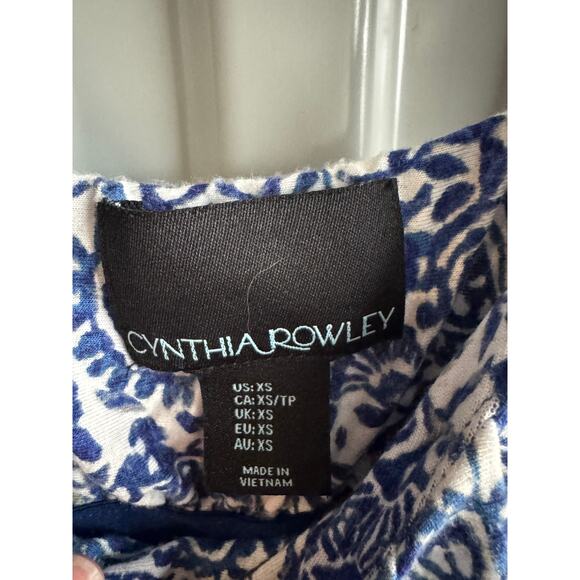 CYNTHIA ROWLEY
US: XS
CA: XS/TP
UK: XS
EU: XS
AU: XS
MADE IN
VIETNAM